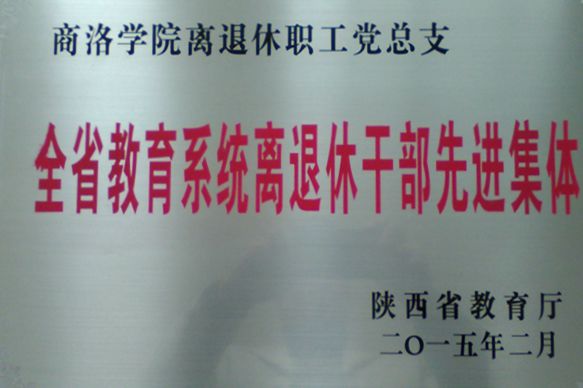 商洛学院离退休职工党总支
全省教育系统离退休干部先进集体
陕西省教育厅
二〇一五年二月